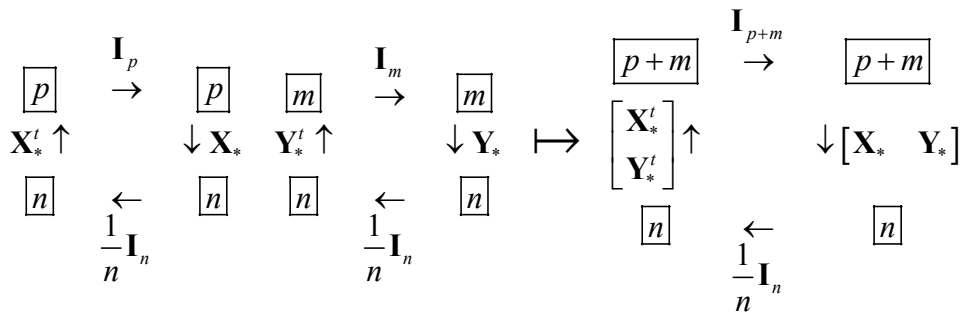 I_p I_m I_{p+m}
p → p m → m p + m → p + m
X_*^t ↑ ↓ X_* Y_*^t ↑ ↓ Y_* ↦ [X_*^t Y_*^t] ↑ ↓ [X_* Y_*]
n ← n n ← n n ← n
1/n I_n 1/n I_n 1/n I_n